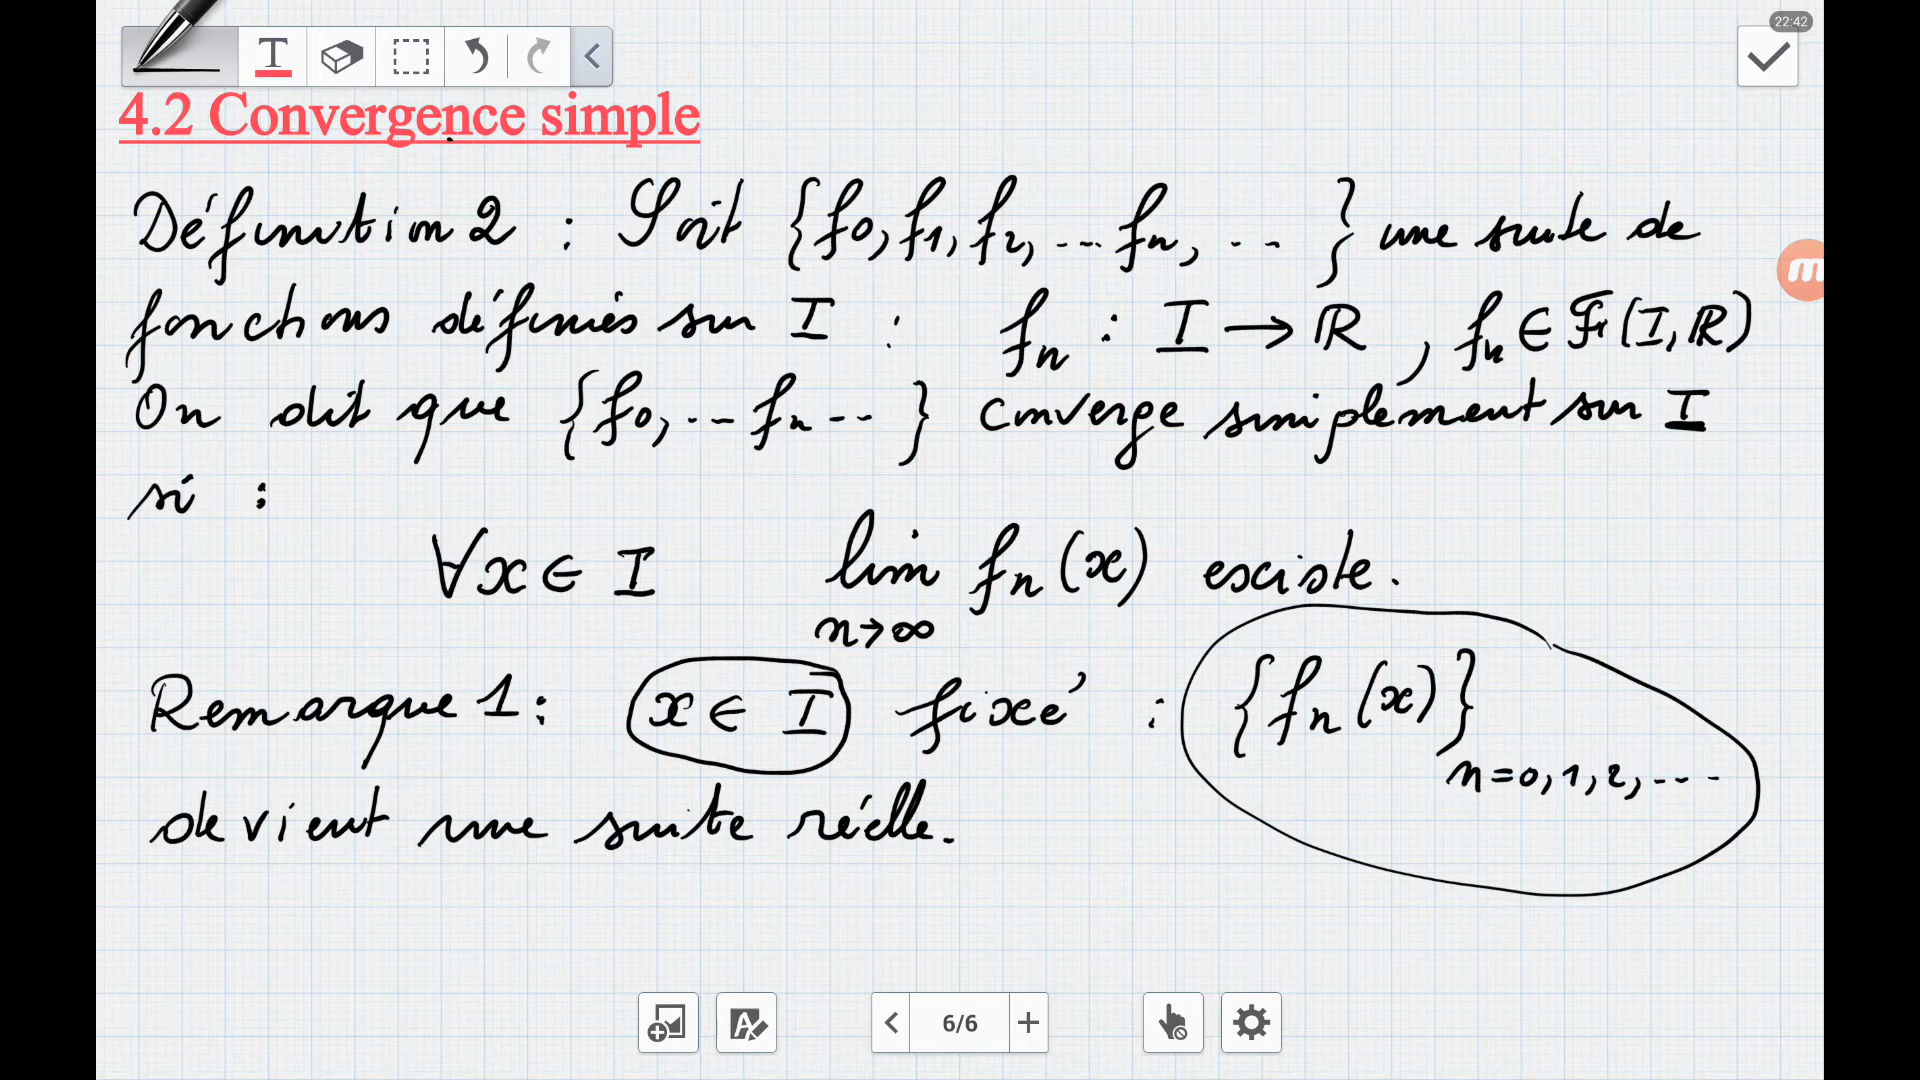 22:42
T
4.2 Convergence simple
Définition 2 : Soit {f0, f1, f2, ... fn, .. } une suite de
fonctions définies sur I : fn : I → ℝ , fn ∈ ℱ(I, ℝ)
On dit que {f0, ... fn .. } converge simplement sur I
si :
∀x ∈ I lim fn(x) existe.
n→∞
Remarque 1 : x ∈ I fixé : {fn(x)}
n=0,1,2,...
devient une suite réelle.
6/6